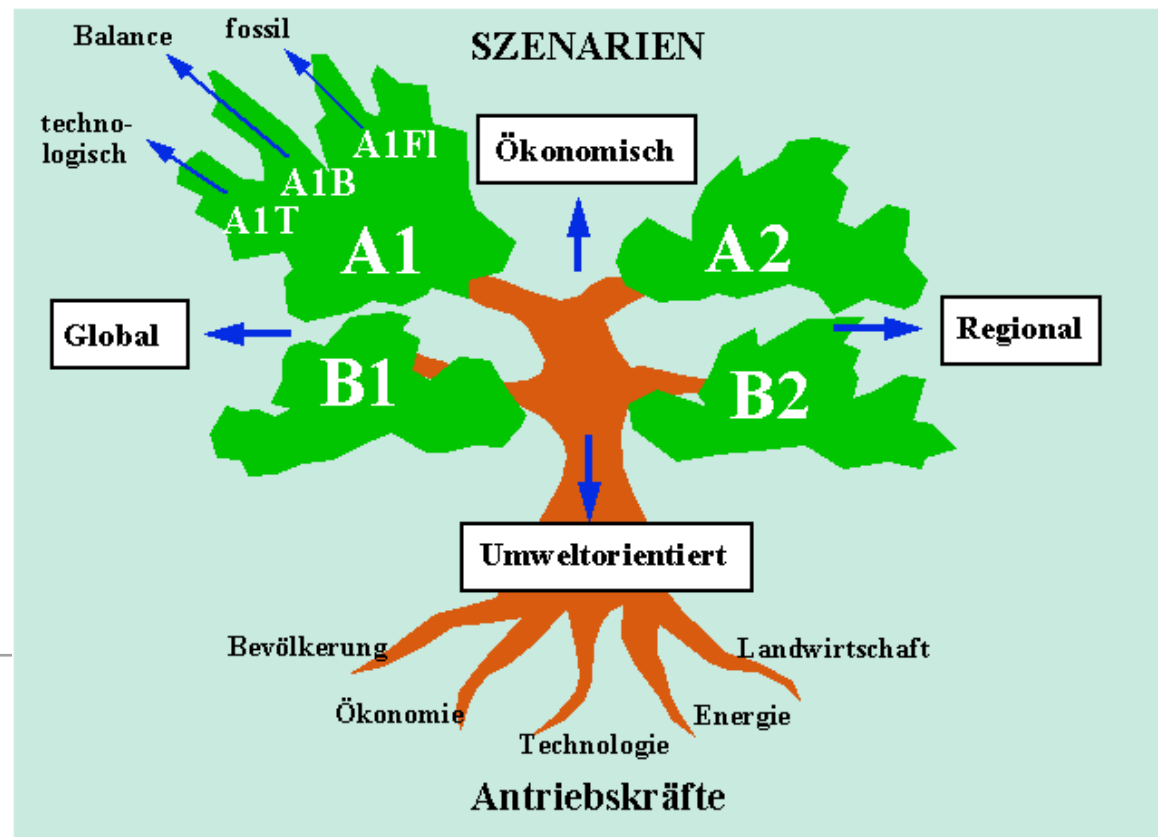 Balance
fossil
SZENARIEN
techno-
logisch
A1Fl
A1B
A1T
Ökonomisch
A1
A2
Global
Regional
B1
B2
Umweltorientiert
Bevölkerung
Landwirtschaft
Ökonomie
Energie
Technologie
Antriebskräfte